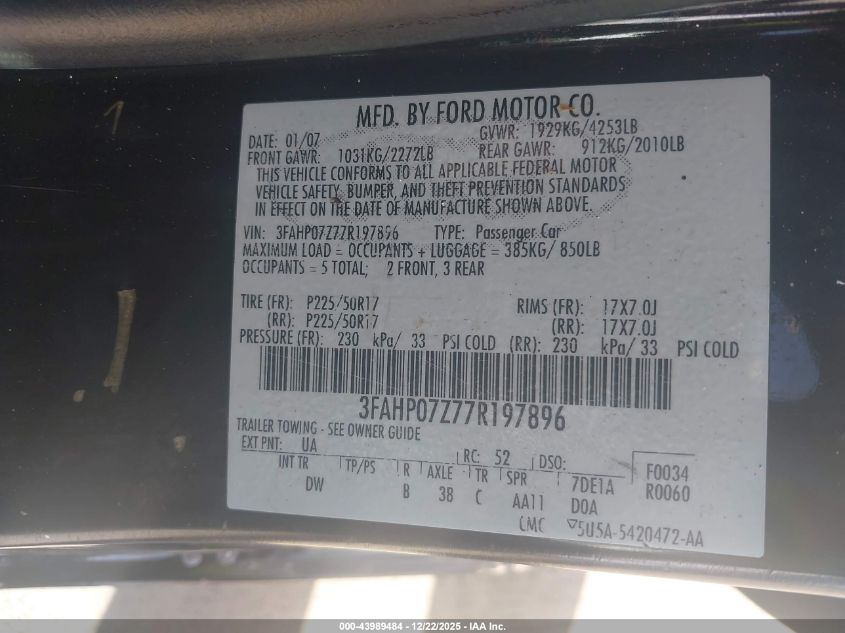 MFD. BY FORD MOTOR CO.
DATE: 01/07 GVWR: 1929KG/4253LB
FRONT GAWR: 1031KG/2272LB REAR GAWR: 912KG/2010LB
THIS VEHICLE CONFORMS TO ALL APPLICABLE FEDERAL MOTOR
VEHICLE SAFETY, BUMPER, AND THEFT PREVENTION STANDARDS
IN EFFECT ON THE DATE OF MANUFACTURE SHOWN ABOVE.
VIN: 3FAHP07Z77R197896 TYPE: Passenger Car
MAXIMUM LOAD = OCCUPANTS + LUGGAGE = 385KG/ 850LB
OCCUPANTS = 5 TOTAL; 2 FRONT, 3 REAR
TIRE (FR): P225/50R17 RIMS (FR): 17X7.0J
(RR): P225/50R17 (RR): 17X7.0J
PRESSURE (FR): 230 kPa/ 33 PSI COLD (RR): 230 kPa/ 33 PSI COLD
3FAHP07Z77R197896
TRAILER TOWING - SEE OWNER GUIDE
EXT PNT: UA RC: 52 DSO: F0034
INT TR TP/PS R AXLE TR SPR 7DE1A R0060
DW B 38 C AA11 D0A
CMC 5U5A-5420472-AA
000-43989484 - 12/22/2025 - IAA Inc.